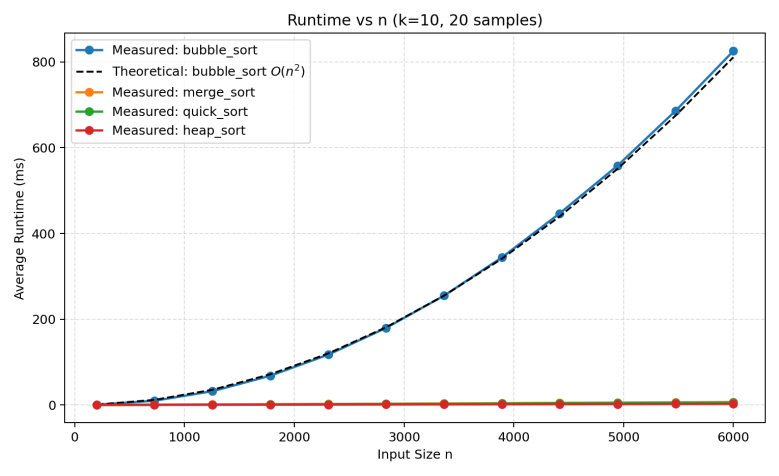 Runtime vs n (k=10, 20 samples)
Measured: bubble_sort
Theoretical: bubble_sort O(n²)
Measured: merge_sort
Measured: quick_sort
Measured: heap_sort
Average Runtime (ms)
800
600
400
200
0
0 1000 2000 3000 4000 5000 6000
Input Size n